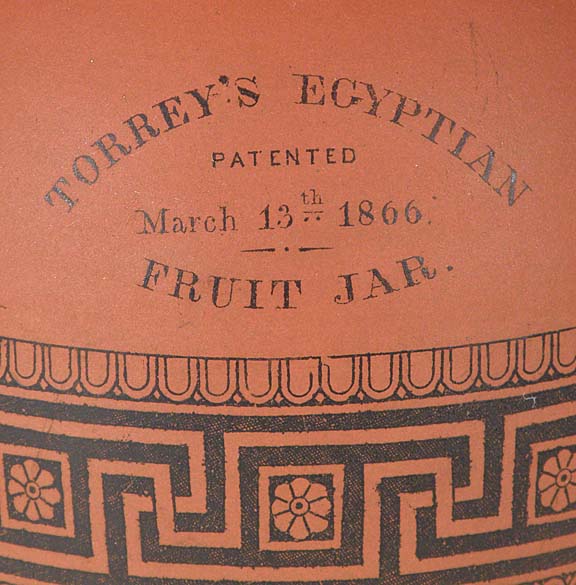 TORREY'S EGYPTIAN
PATENTED
March 13th 1866.
FRUIT JAR.